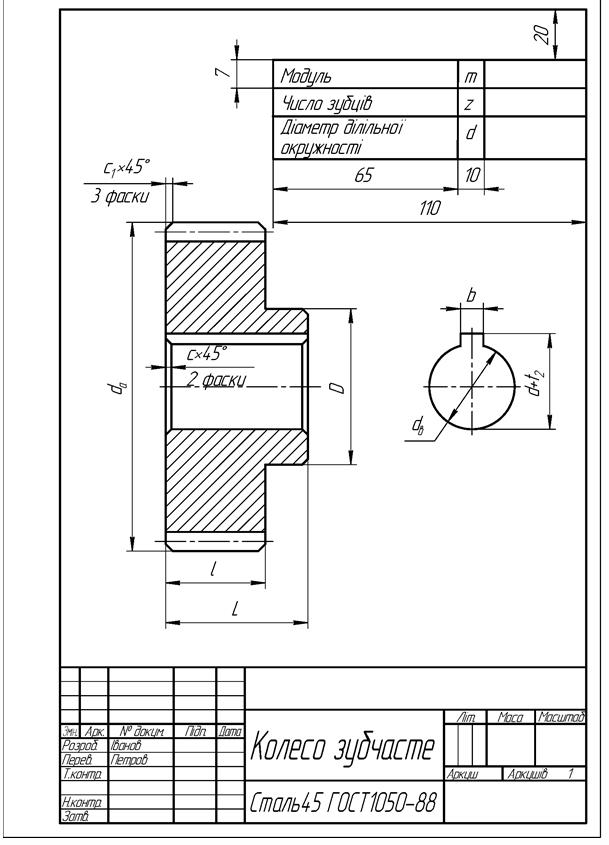 20
7
Модуль m
Число зубців z
Діаметр ділільної d
окружності
65 10
110
c₁×45°
3 фаски
b
c×45°
2 фаски
dₐ
D
d+t₂
dв
l
L
Літ. Маса Масштаб
Змн. Арк. № докум. Підп. Дата
Розроб. Іванов
Перев. Петров
Т.контр.
Колесо зубчасте
Аркуш Аркушів 1
Н.контр.
Затв.
Сталь45 ГОСТ1050-88